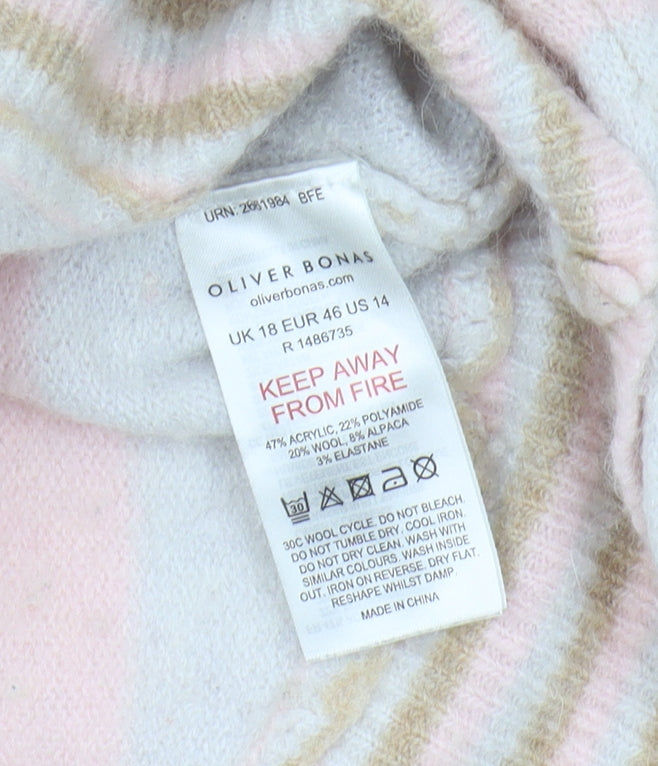 URN: 2681984 BFE
OLIVER BONAS
oliverbonas.com
UK 18 EUR 46 US 14
R 1486735
KEEP AWAY
FROM FIRE
47% ACRYLIC, 22% POLYAMIDE
20% WOOL, 8% ALPACA
3% ELASTANE
30
30C WOOL CYCLE. DO NOT BLEACH.
DO NOT TUMBLE DRY. COOL IRON.
DO NOT DRY CLEAN. WASH WITH
SIMILAR COLOURS. WASH INSIDE
OUT. IRON ON REVERSE. DRY FLAT.
RESHAPE WHILST DAMP.
MADE IN CHINA